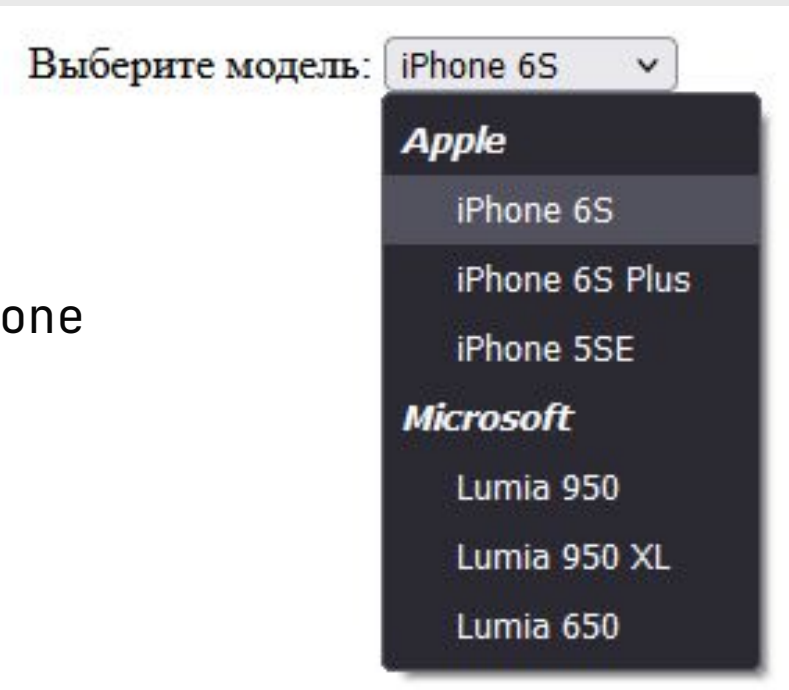 Выберите модель: iPhone 6S
Apple
iPhone 6S
iPhone 6S Plus
one
iPhone 5SE
Microsoft
Lumia 950
Lumia 950 XL
Lumia 650